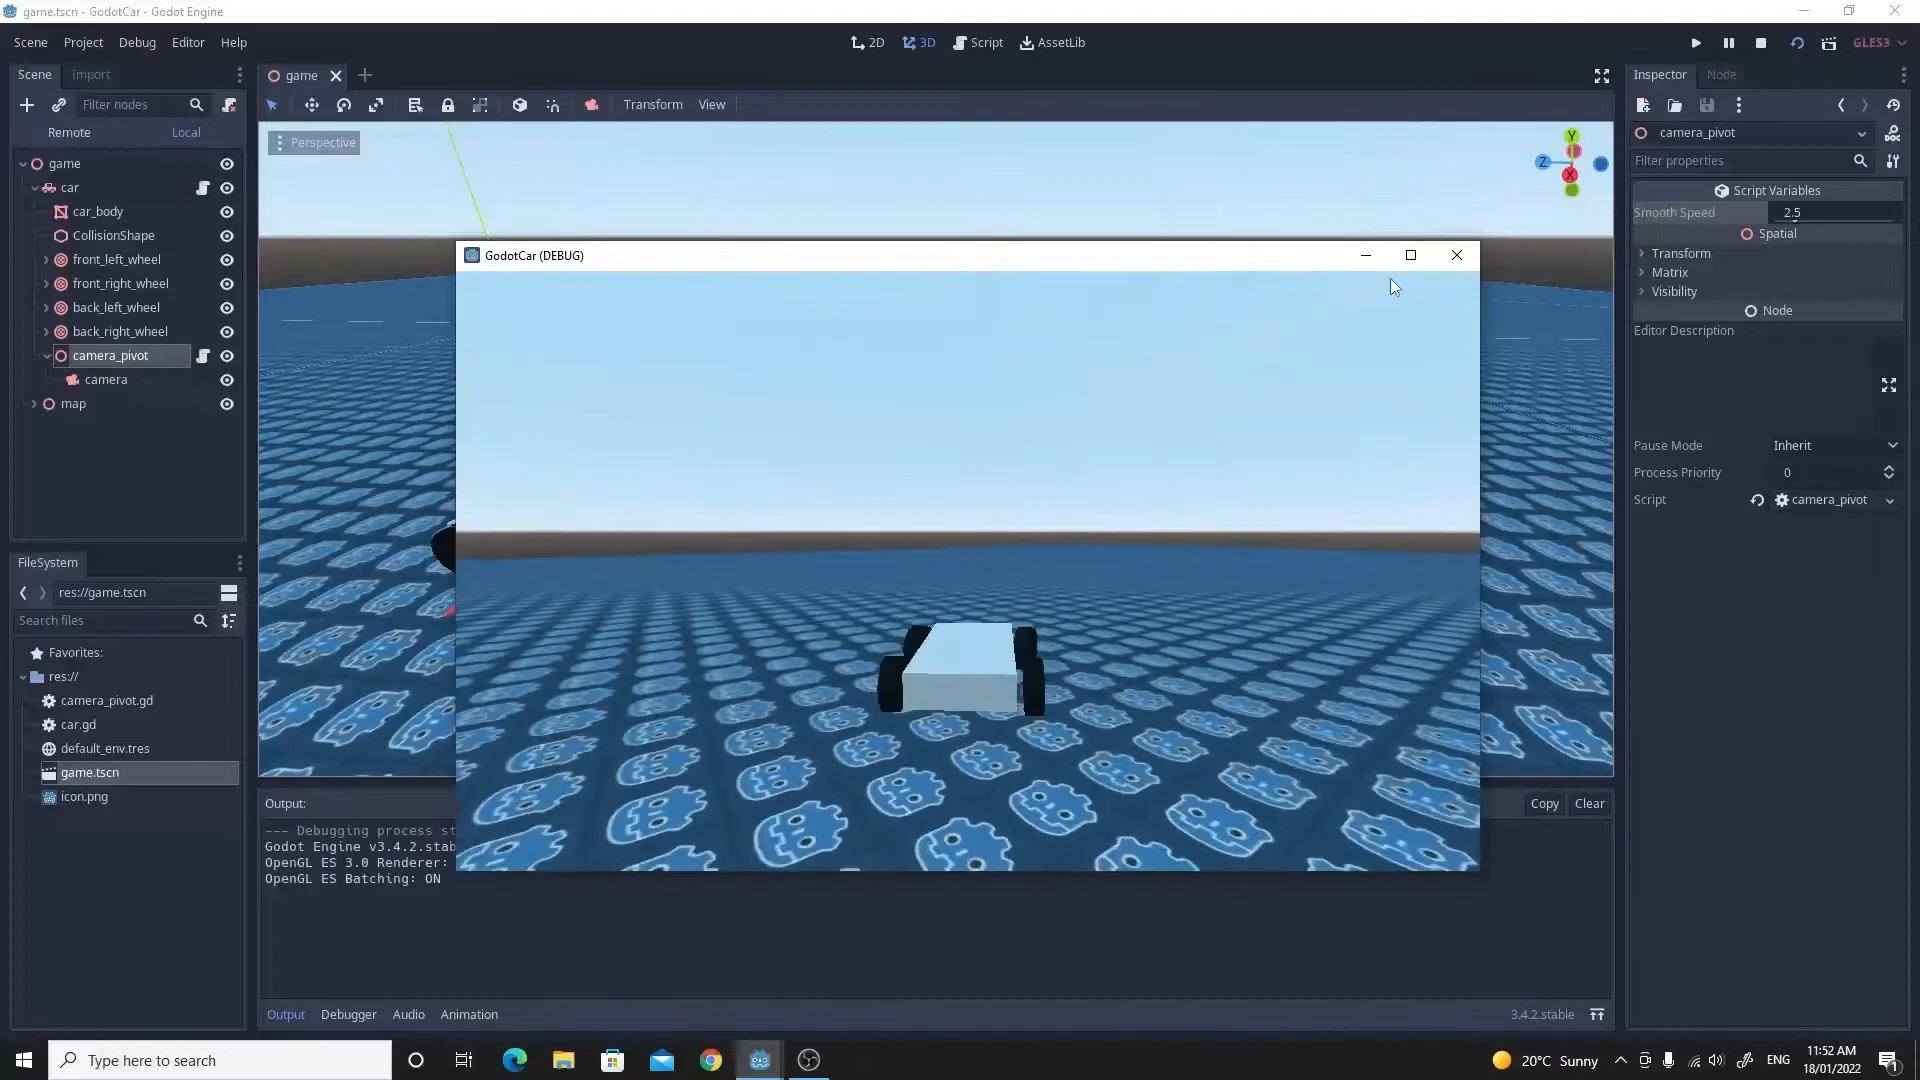 game.tscn - GodotCar - Godot Engine
Scene Project Debug Editor Help
2D 3D Script AssetLib
GLES3
Scene Import
game
Inspector Node
Filter nodes
Transform View
Remote Local
Perspective
Y
Z
X
camera_pivot
Filter properties
game
car
car_body
CollisionShape
front_left_wheel
front_right_wheel
back_left_wheel
back_right_wheel
camera_pivot
camera
map
Script Variables
Smooth Speed 2.5
Spatial
Transform
Matrix
Visibility
Node
Editor Description
Pause Mode Inherit
Process Priority 0
Script camera_pivot
GodotCar (DEBUG)
FileSystem
res://game.tscn
Search files
Favorites:
res://
camera_pivot.gd
car.gd
default_env.tres
game.tscn
icon.png
Output:
Copy Clear
--- Debugging process st
Godot Engine v3.4.2.stab
OpenGL ES 3.0 Renderer:
OpenGL ES Batching: ON
Output Debugger Audio Animation
3.4.2.stable
Type here to search
20°C Sunny
ENG
11:52 AM
18/01/2022
1